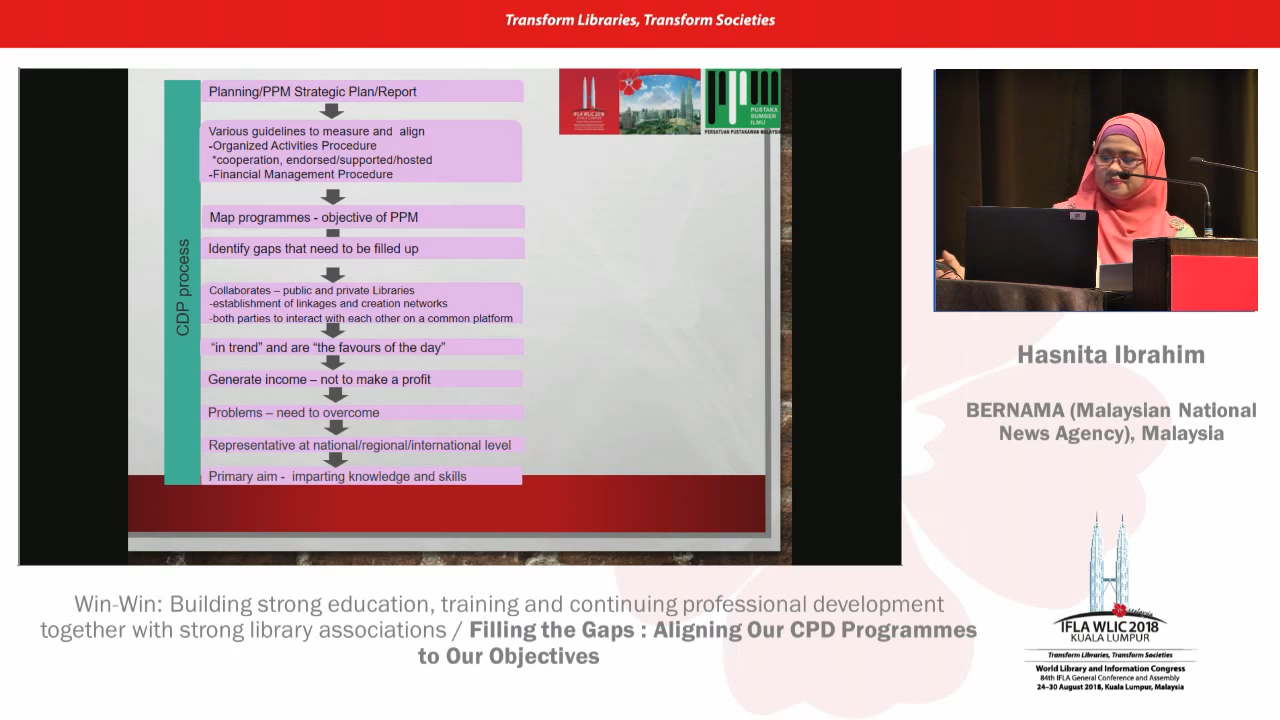 Transform Libraries, Transform Societies
CDP process
Planning/PPM Strategic Plan/Report
Various guidelines to measure and align
-Organized Activities Procedure
*cooperation, endorsed/supported/hosted
-Financial Management Procedure
Map programmes - objective of PPM
Identify gaps that need to be filled up
Collaborates – public and private Libraries
-establishment of linkages and creation networks
-both parties to interact with each other on a common platform
“in trend” and are “the favours of the day”
Generate income – not to make a profit
Problems – need to overcome
Representative at national/regional/international level
Primary aim - imparting knowledge and skills
IFLA WLIC 2018
KUALA LUMPUR
PUSTAKA
SUMBER
ILMU
PERSATUAN PUSTAKAWAN MALAYSIA
Hasnita Ibrahim
BERNAMA (Malaysian National
News Agency), Malaysia
Win-Win: Building strong education, training and continuing professional development
together with strong library associations / Filling the Gaps : Aligning Our CPD Programmes
to Our Objectives
Malaysia
IFLA WLIC 2018
KUALA LUMPUR
Transform Libraries, Transform Societies
World Library and Information Congress
84th IFLA General Conference and Assembly
24–30 August 2018, Kuala Lumpur, Malaysia